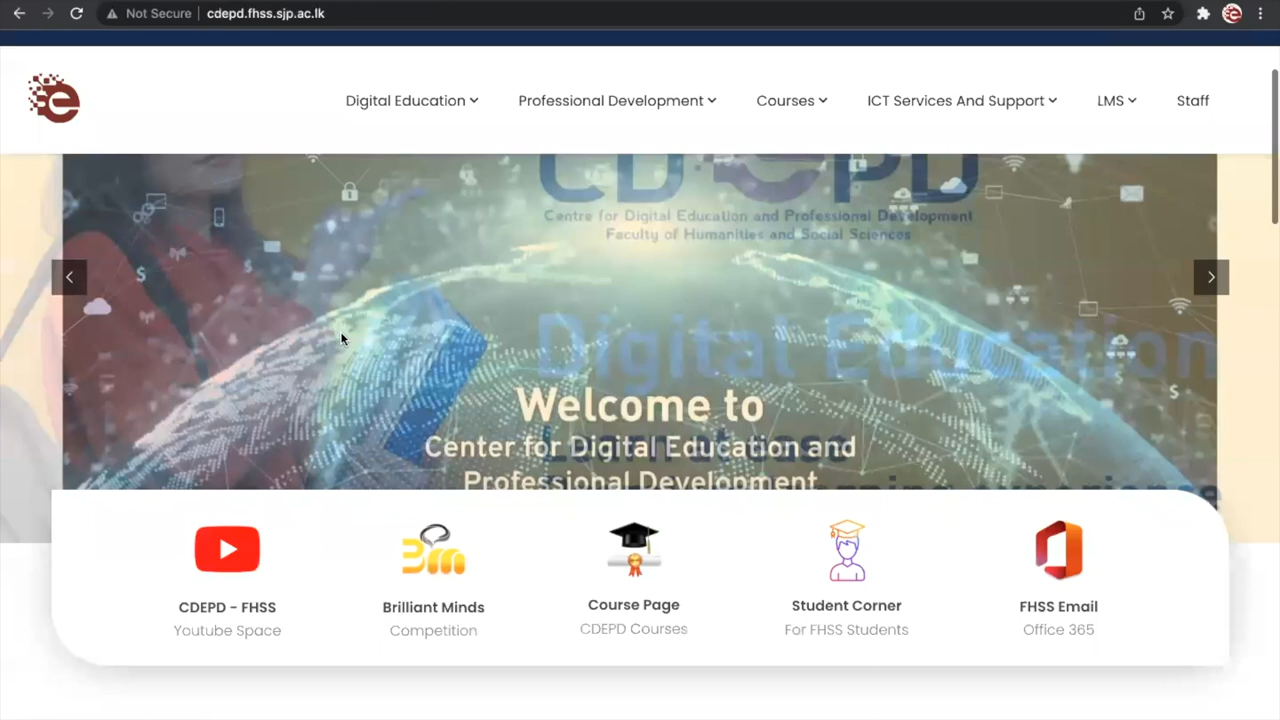 Not Secure
cdepd.fhss.sjp.ac.lk
Digital Education
Professional Development
Courses
ICT Services And Support
LMS
Staff
CDEPD
Centre for Digital Education and Professional Development
Faculty of Humanities and Social Sciences
Digital Education
Welcome to
Center for Digital Education and
Professional Development
CDEPD - FHSS
Youtube Space
Brilliant Minds
Competition
Course Page
CDEPD Courses
Student Corner
For FHSS Students
FHSS Email
Office 365